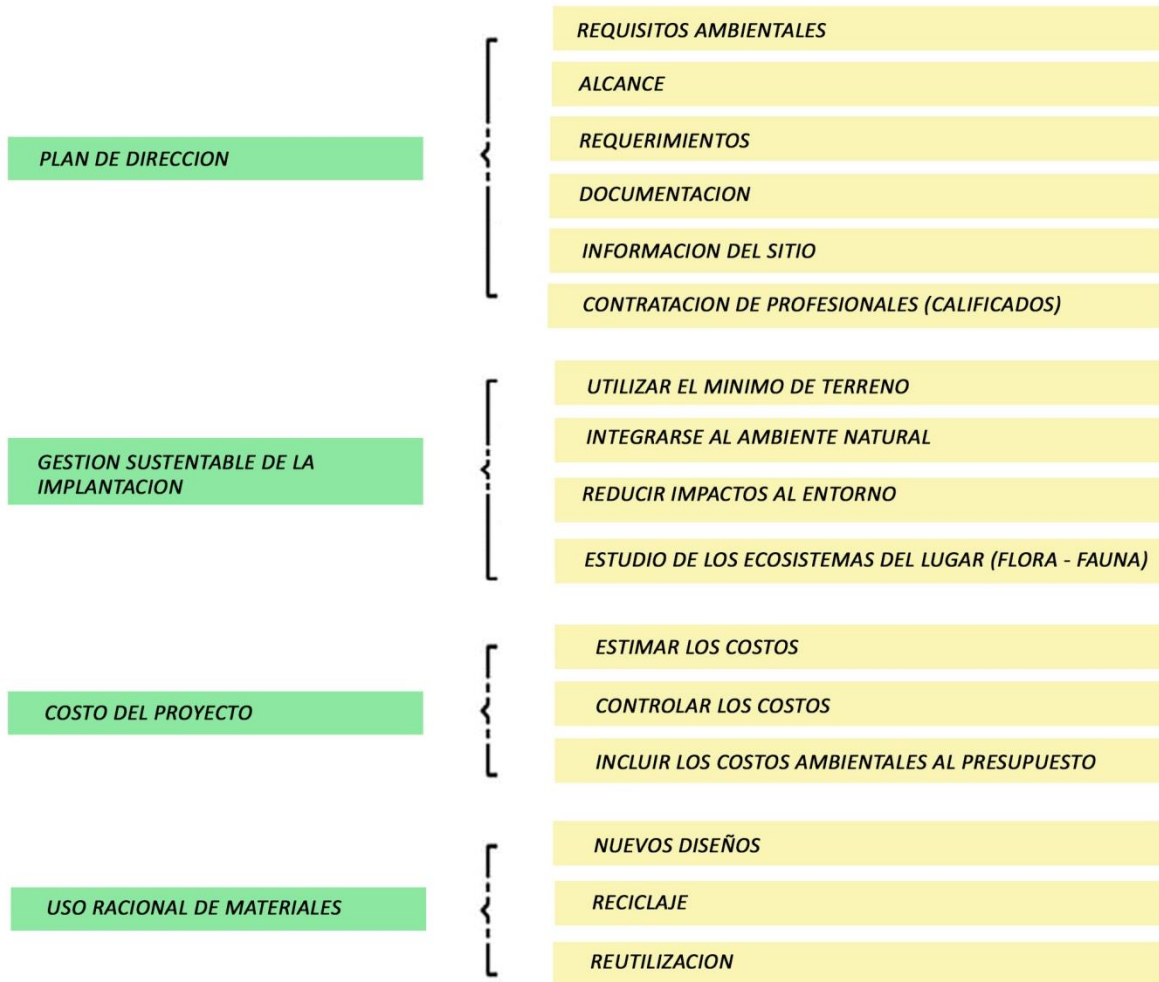 PLAN DE DIRECCION
REQUISITOS AMBIENTALES
ALCANCE
REQUERIMIENTOS
DOCUMENTACION
INFORMACION DEL SITIO
CONTRATACION DE PROFESIONALES (CALIFICADOS)
GESTION SUSTENTABLE DE LA
IMPLANTACION
UTILIZAR EL MINIMO DE TERRENO
INTEGRARSE AL AMBIENTE NATURAL
REDUCIR IMPACTOS AL ENTORNO
ESTUDIO DE LOS ECOSISTEMAS DEL LUGAR (FLORA - FAUNA)
COSTO DEL PROYECTO
ESTIMAR LOS COSTOS
CONTROLAR LOS COSTOS
INCLUIR LOS COSTOS AMBIENTALES AL PRESUPUESTO
USO RACIONAL DE MATERIALES
NUEVOS DISEÑOS
RECICLAJE
REUTILIZACION